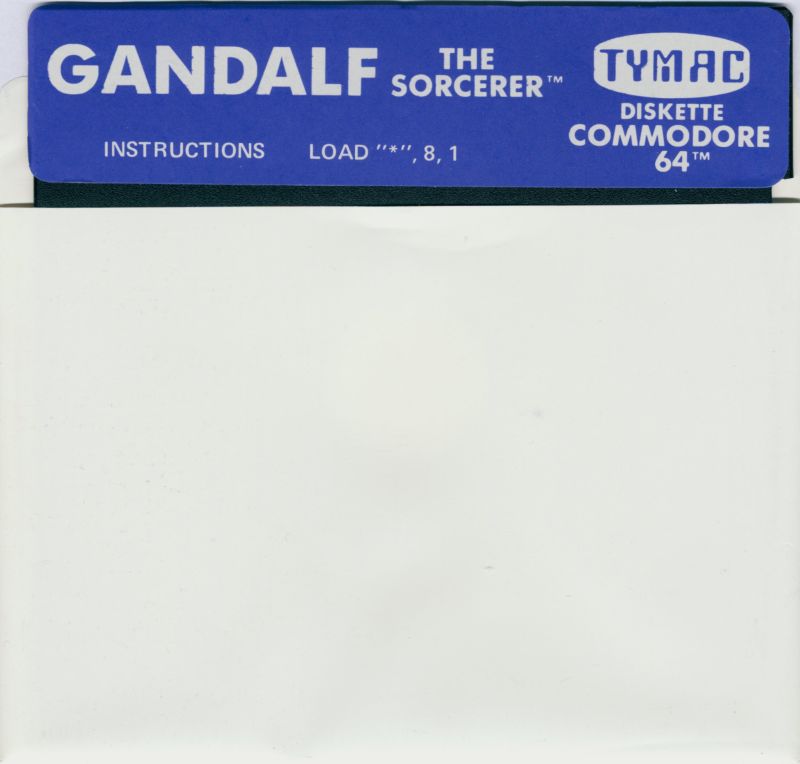 GANDALF THE SORCERER™
TYMAC
DISKETTE
COMMODORE
64™
INSTRUCTIONS LOAD "*", 8, 1